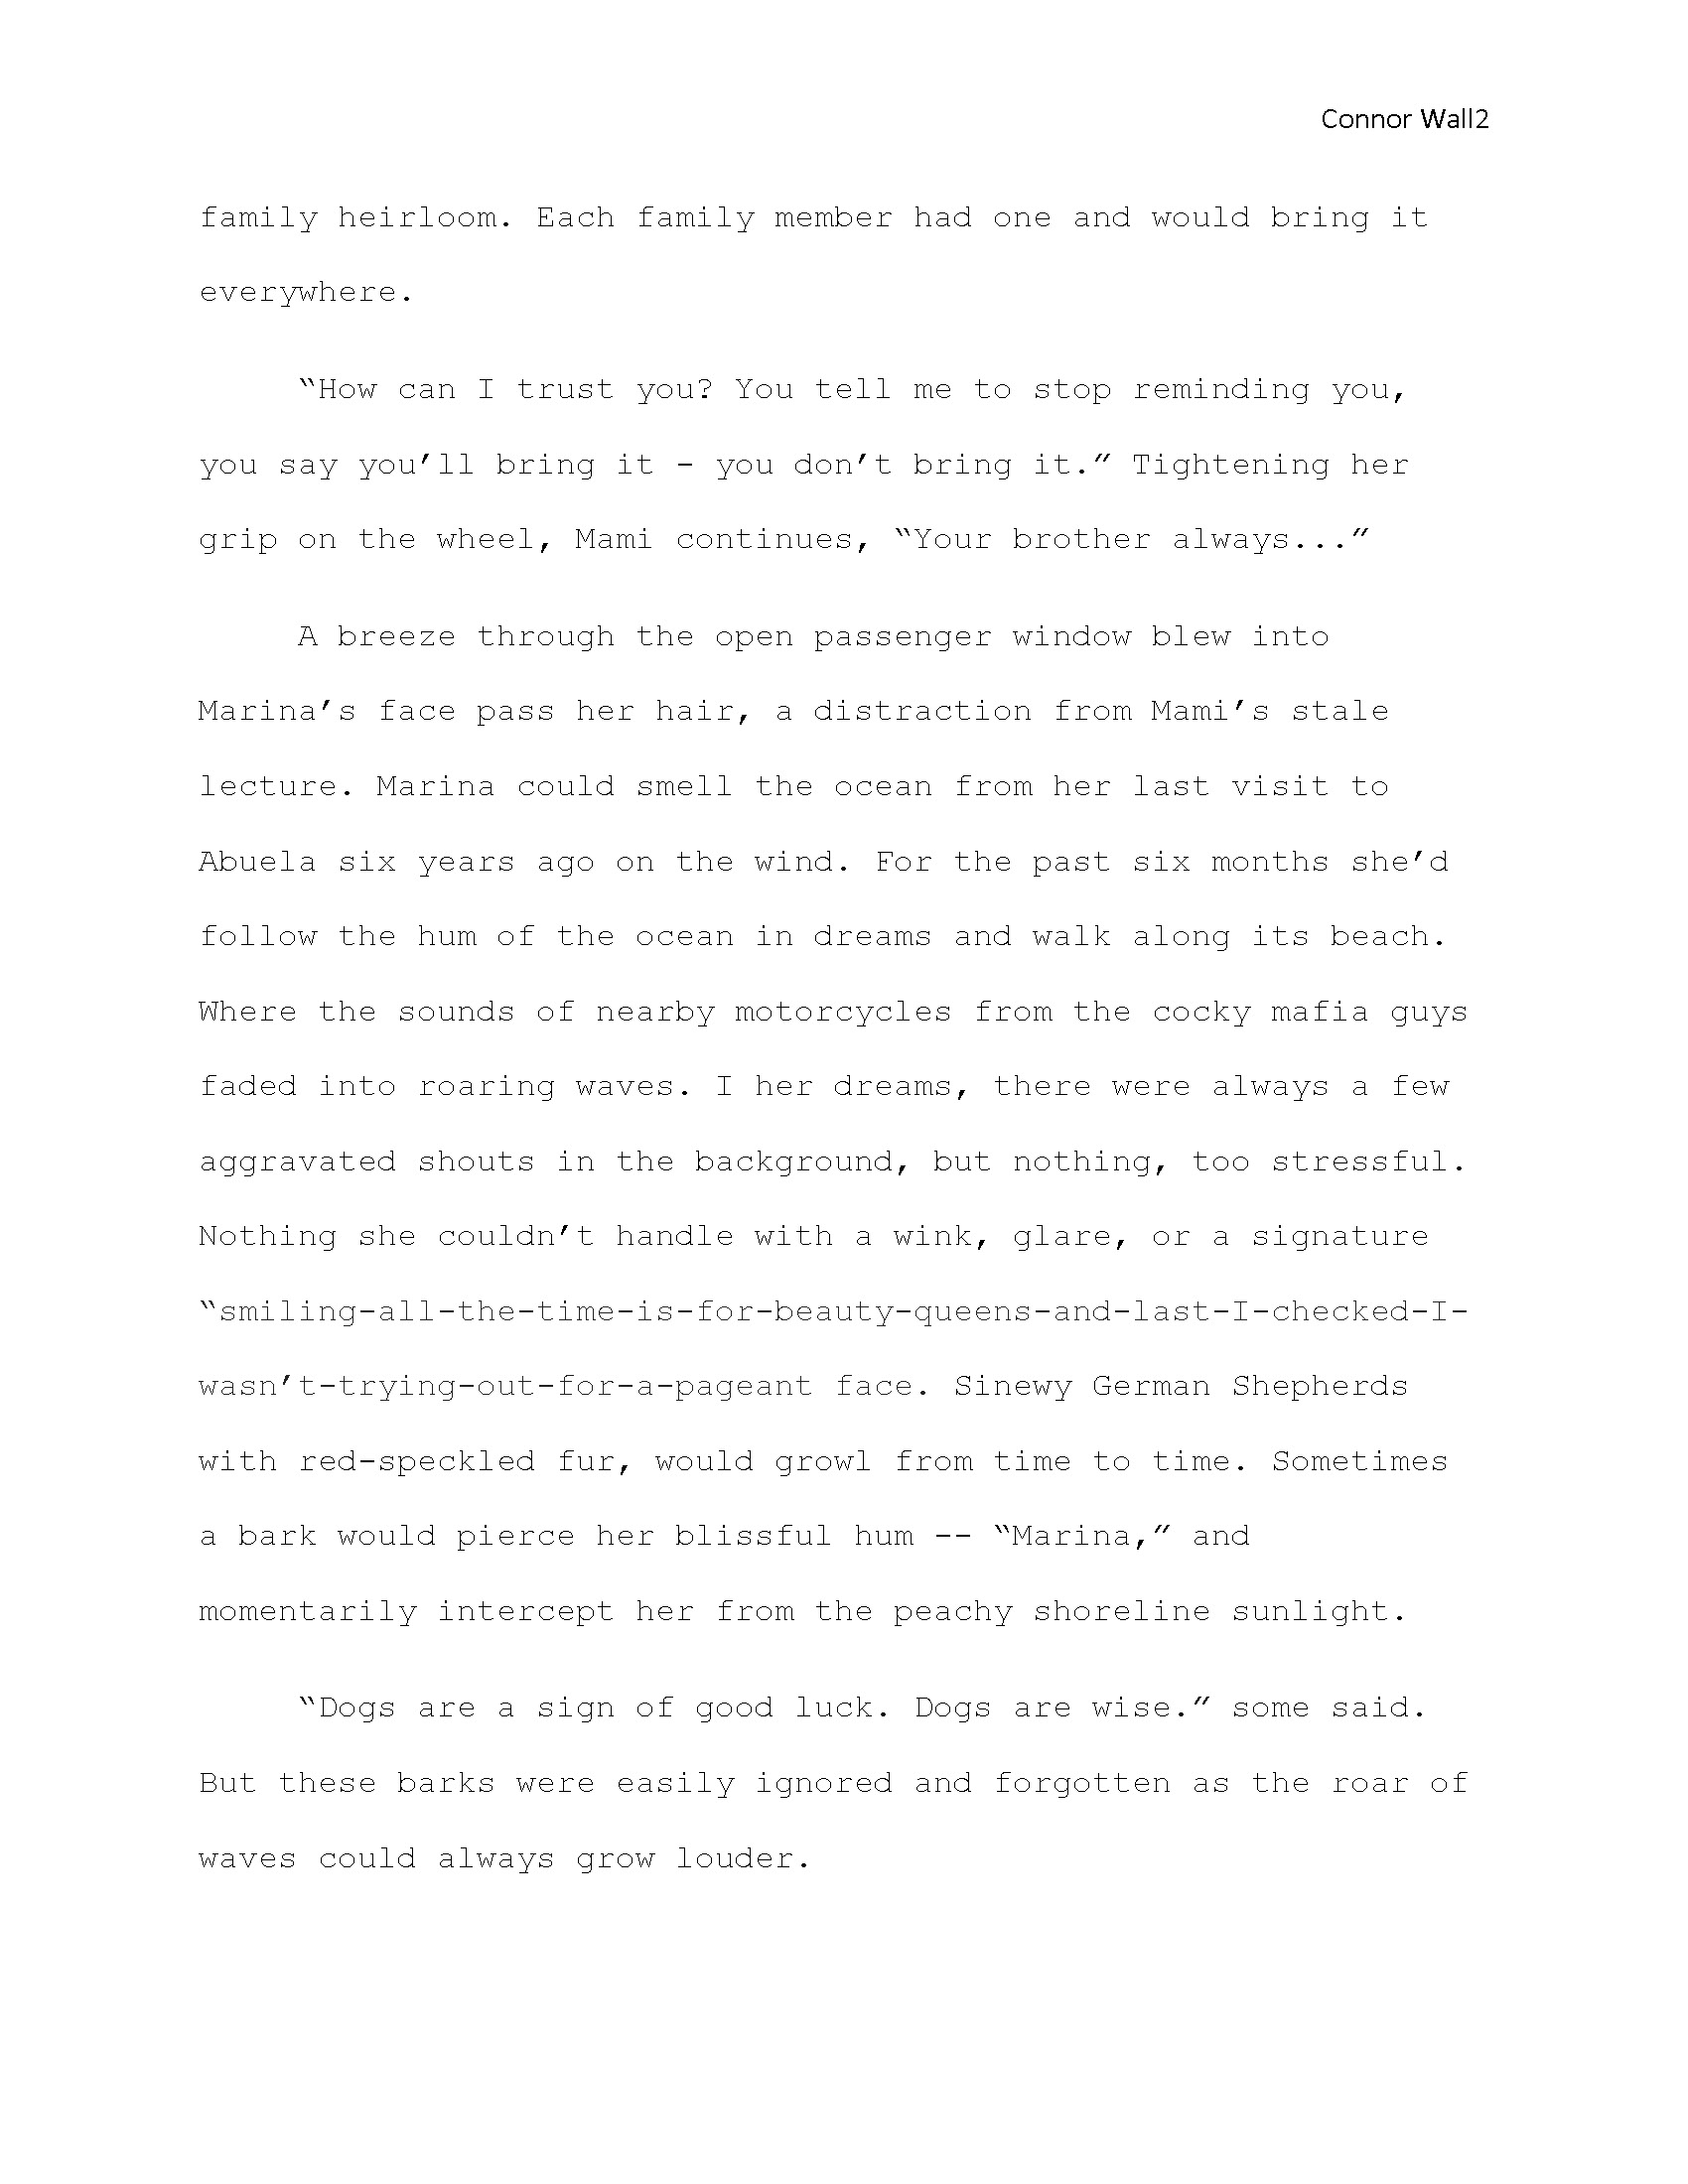 Connor Wall2
family heirloom. Each family member had one and would bring it
everywhere.
“How can I trust you? You tell me to stop reminding you,
you say you’ll bring it - you don’t bring it.” Tightening her
grip on the wheel, Mami continues, “Your brother always...”
A breeze through the open passenger window blew into
Marina’s face pass her hair, a distraction from Mami’s stale
lecture. Marina could smell the ocean from her last visit to
Abuela six years ago on the wind. For the past six months she’d
follow the hum of the ocean in dreams and walk along its beach.
Where the sounds of nearby motorcycles from the cocky mafia guys
faded into roaring waves. I her dreams, there were always a few
aggravated shouts in the background, but nothing, too stressful.
Nothing she couldn’t handle with a wink, glare, or a signature
“smiling-all-the-time-is-for-beauty-queens-and-last-I-checked-I-
wasn’t-trying-out-for-a-pageant face. Sinewy German Shepherds
with red-speckled fur, would growl from time to time. Sometimes
a bark would pierce her blissful hum -- “Marina,” and
momentarily intercept her from the peachy shoreline sunlight.
“Dogs are a sign of good luck. Dogs are wise.” some said.
But these barks were easily ignored and forgotten as the roar of
waves could always grow louder.